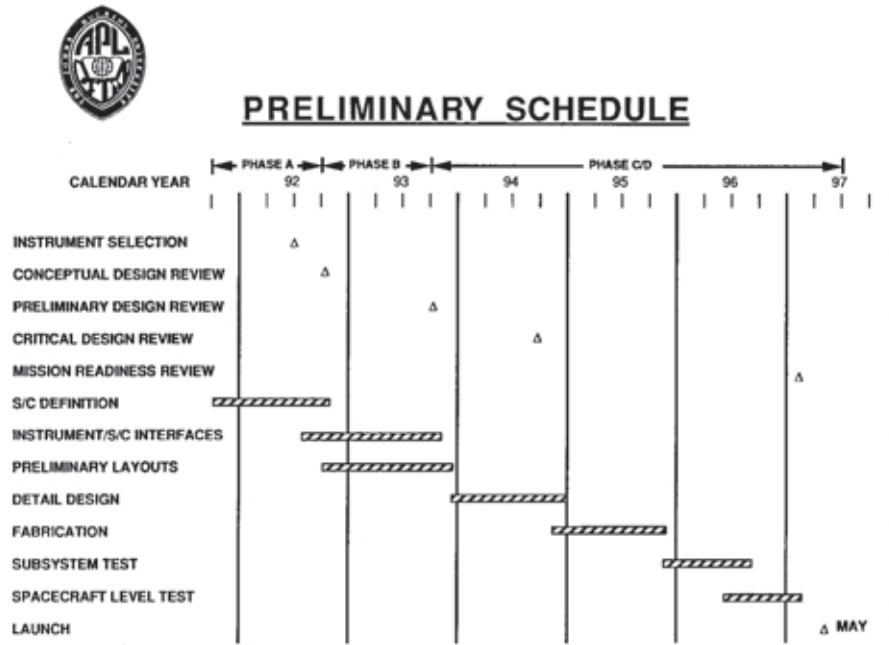 APL
PRELIMINARY SCHEDULE
PHASE A PHASE B PHASE C/D
CALENDAR YEAR 92 93 94 95 96 97
INSTRUMENT SELECTION
CONCEPTUAL DESIGN REVIEW
PRELIMINARY DESIGN REVIEW
CRITICAL DESIGN REVIEW
MISSION READINESS REVIEW
S/C DEFINITION
INSTRUMENT/S/C INTERFACES
PRELIMINARY LAYOUTS
DETAIL DESIGN
FABRICATION
SUBSYSTEM TEST
SPACECRAFT LEVEL TEST
LAUNCH MAY